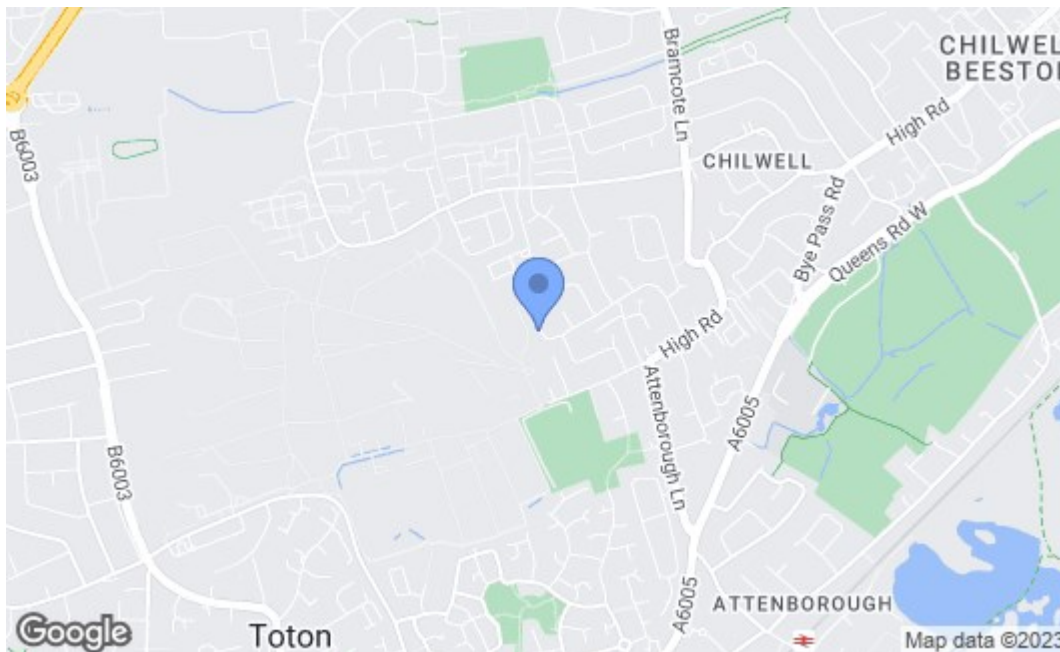 CHILWEL
BEESTO
Bramcote Ln
High Rd
B6003
CHILWELL
Bye Pass Rd
Queens Rd W
High Rd
Attenborough Ln
A6005
B6003
A6005
ATTENBOROUGH
Toton
Google
Map data ©2023